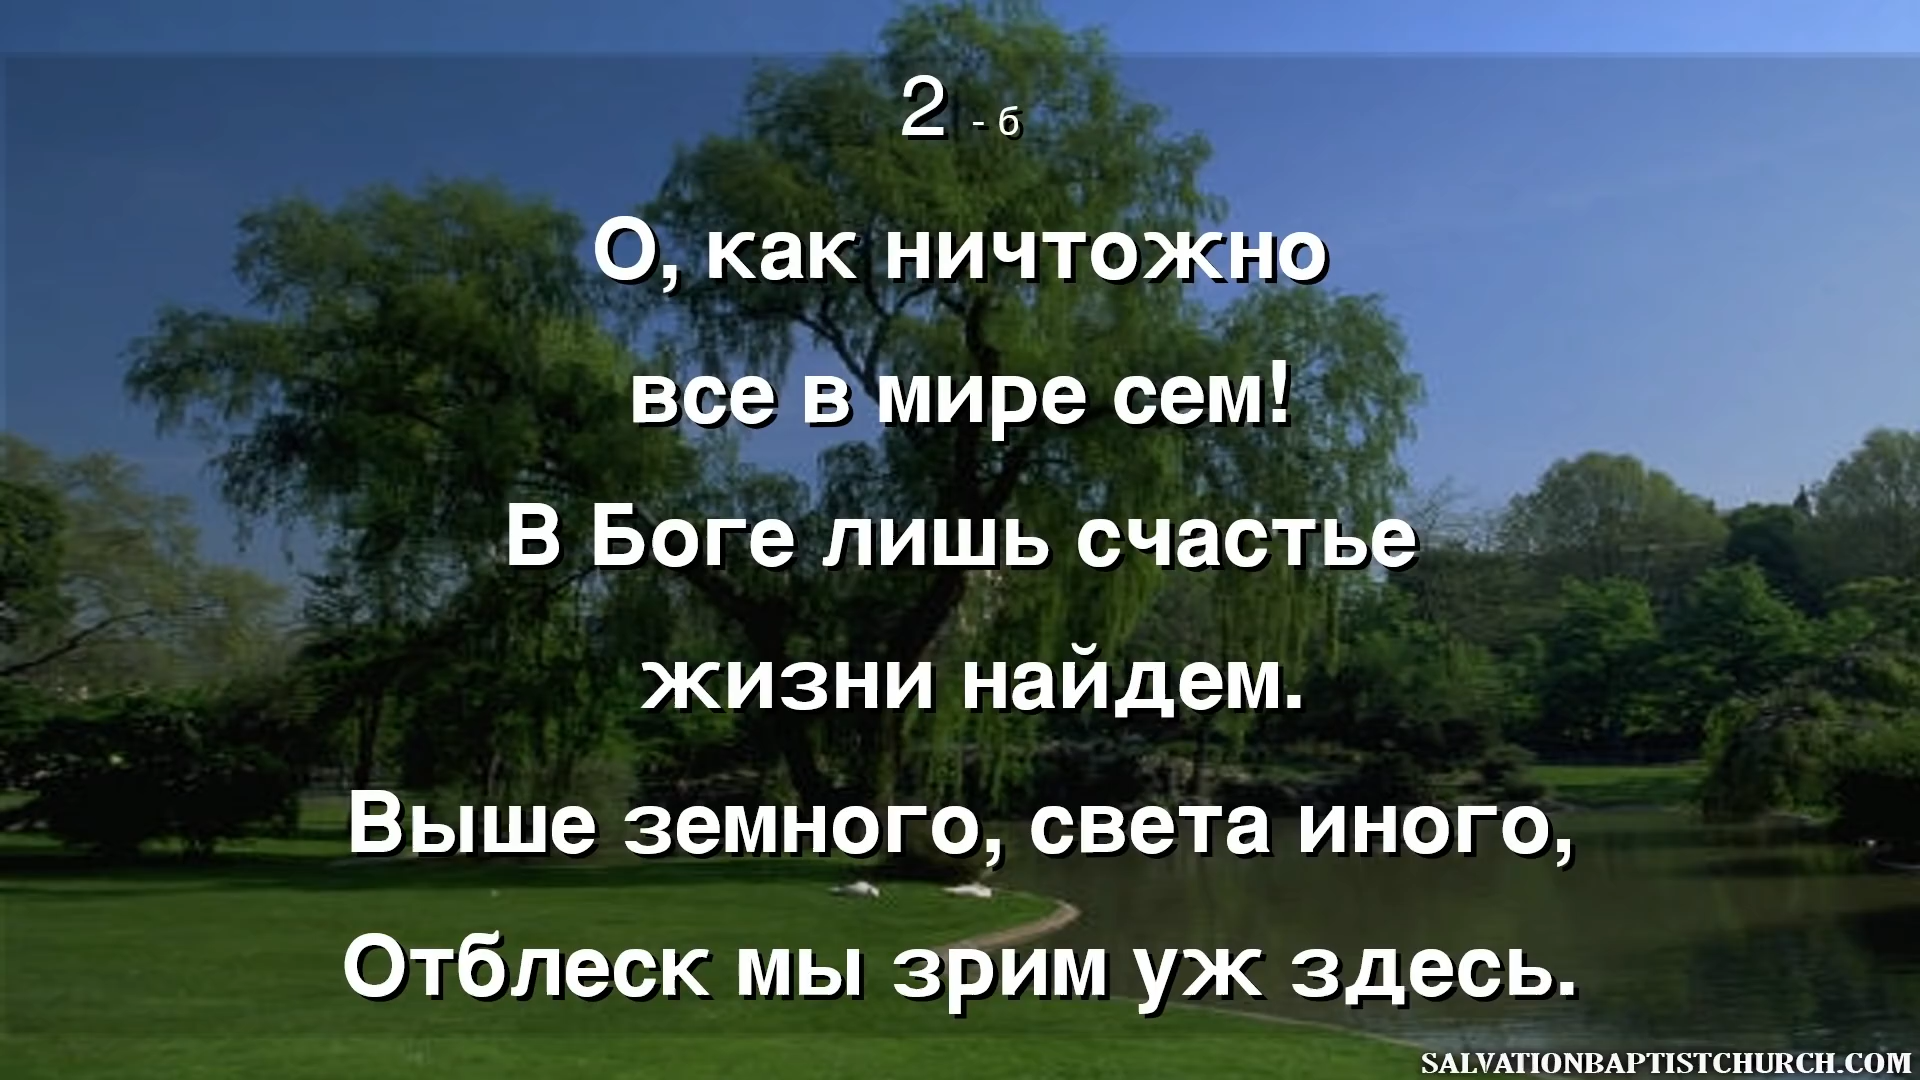 2 - б
О, как ничтожно
все в мире сем!
В Боге лишь счастье
жизни найдем.
Выше земного, света иного,
Отблеск мы зрим уж здесь.
SALVATIONBAPTISTCHURCH.COM